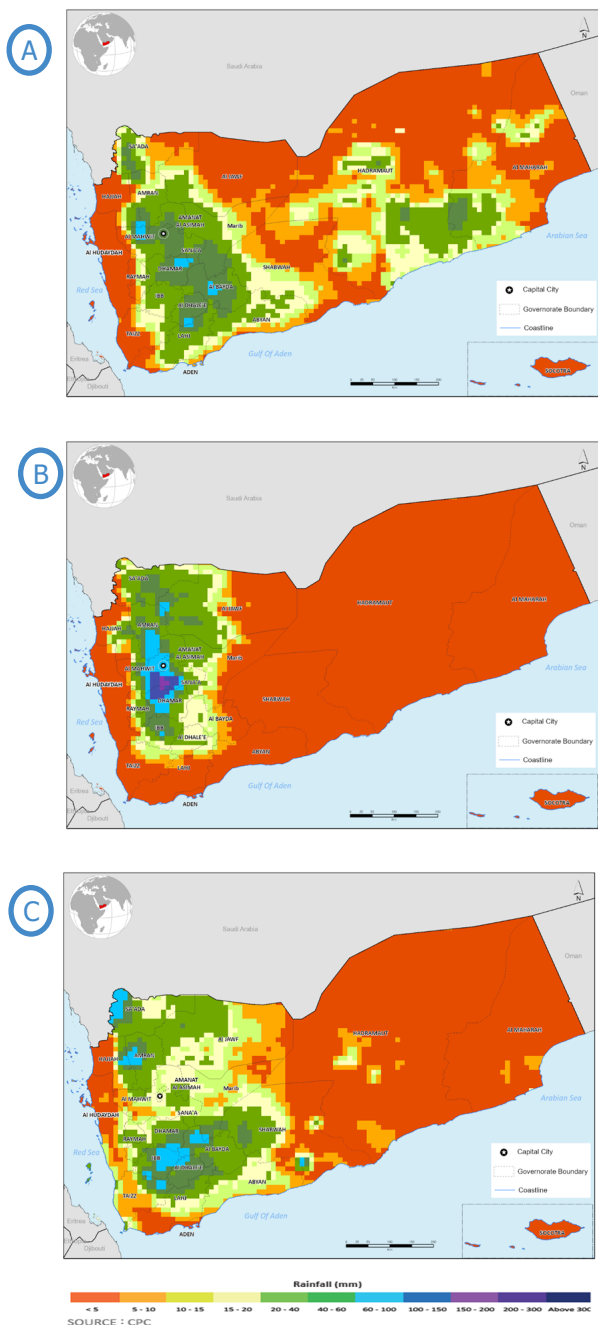 A
N
Saudi Arabia
Oman
SA'ADA
AL JAWF
HADRAMAUT
AL MAHARAH
HAJJAH
AMRAN
AMANAT
AL ASIMAH
Marib
AL MAHWIT
Al HUDAYDAH
SANA'A
Arabian Sea
DHAMAR
SHABWAH
Red Sea
RAYMAH
Al BAYDA
IBB
Al DHALE'E
ABYAN
Capital City
Governorate Boundary
Coastline
TAIZZ
LAHJ
Gulf Of Aden
Eritrea
ADEN
Djibouti
SOCOTRA
B
N
Saudi Arabia
Oman
SA'ADA
AL JAWF
HADRAMAUT
AL MAHARAH
HAJJAH
AMRAN
AMANAT
AL ASIMAH
Marib
AL MAHWIT
Al HUDAYDAH
SANA'A
Arabian Sea
DHAMAR
SHABWAH
Red Sea
RAYMAH
Al BAYDA
IBB
Al DHALE'E
ABYAN
Capital City
Governorate Boundary
Coastline
TAIZZ
LAHJ
Gulf Of Aden
Eritrea
ADEN
Djibouti
SOCOTRA
C
N
Saudi Arabia
Oman
SA'ADA
HAJJAH
AMRAN
AL JAWF
HADRAMAUT
AL MAHARAH
AMANAT
AL ASIMAH
Marib
AL MAHWIT
Al HUDAYDAH
SANA'A
Arabian Sea
RAYMAH
DHAMAR
SHABWAH
Red Sea
Al BAYDA
IBB
Al DHALE'E
ABYAN
Capital City
Governorate Boundary
Coastline
TAIZZ
LAHJ
Gulf Of Aden
Eritrea
ADEN
Djibouti
SOCOTRA
Rainfall (mm)
< 5 5 - 10 10 - 15 15 - 20 20 - 40 40 - 60 60 - 100 100 - 150 150 - 200 200 - 300 Above 300
SOURCE : CPC